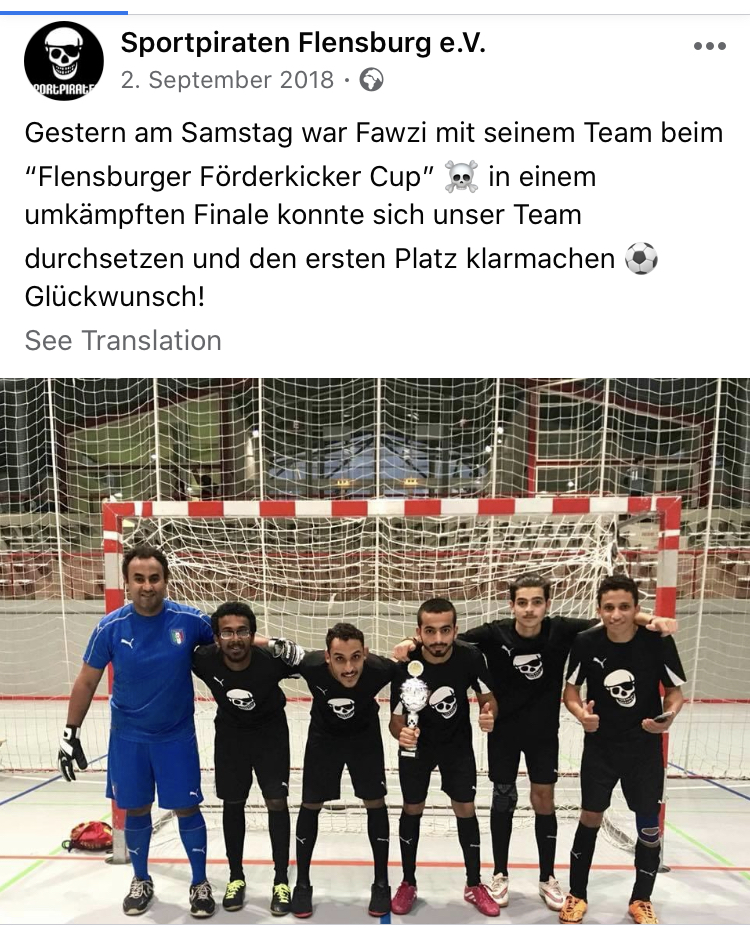 Sportpiraten Flensburg e.V.
2. September 2018 ·
Gestern am Samstag war Fawzi mit seinem Team beim
“Flensburger Förderkicker Cup” ☠️ in einem
umkämpften Finale konnte sich unser Team
durchsetzen und den ersten Platz klarmachen ⚽
Glückwunsch!
See Translation